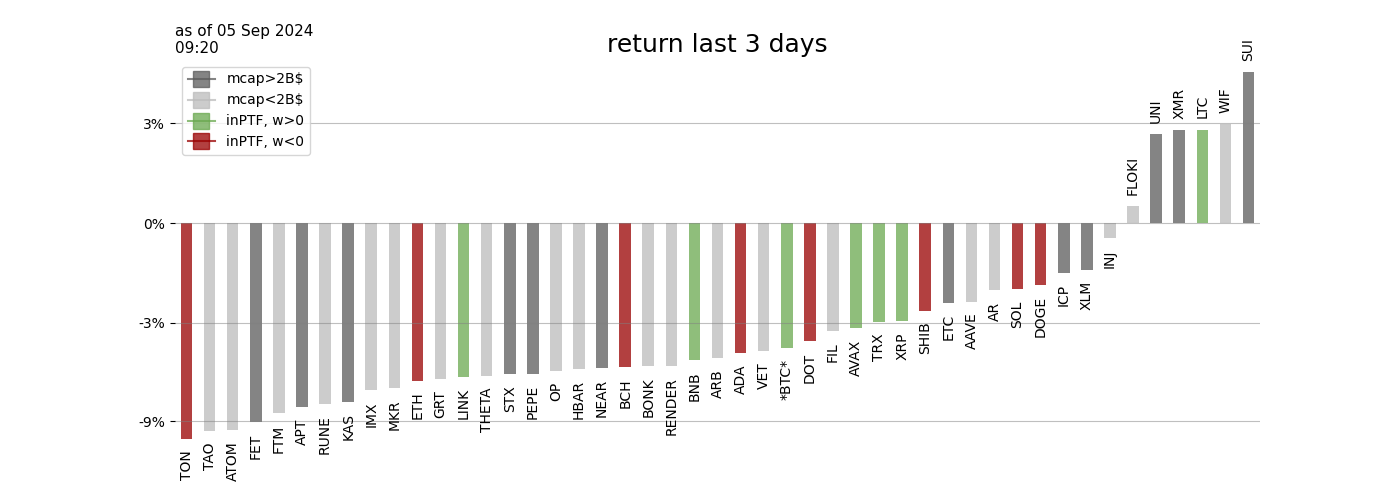 as of 05 Sep 2024
09:20
return last 3 days
mcap>2B$
mcap<2B$
inPTF, w>0
inPTF, w<0
3%
0%
-3%
-9%
TON
TAO
ATOM
FET
FTM
APT
RUNE
KAS
IMX
MKR
ETH
GRT
LINK
THETA
STX
PEPE
OP
HBAR
NEAR
BCH
BONK
RENDER
BNB
ARB
ADA
VET
*BTC*
DOT
FIL
AVAX
TRX
XRP
SHIB
ETC
AAVE
AR
SOL
DOGE
ICP
XLM
INJ
FLOKI
UNI
XMR
LTC
WIF
SUI